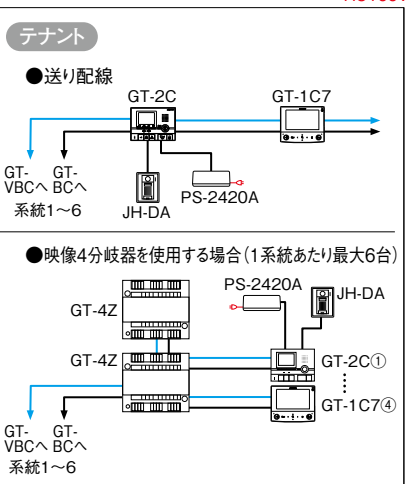 テナント
●送り配線
GT-2C
GT-1C7
GT-
VBCへ
GT-
BCへ
系統1～6
JH-DA
PS-2420A
●映像4分岐器を使用する場合（1系統あたり最大6台）
PS-2420A
JH-DA
GT-4Z
GT-4Z
GT-2C①
GT-1C7④
GT-
VBCへ
GT-
BCへ
系統1～6